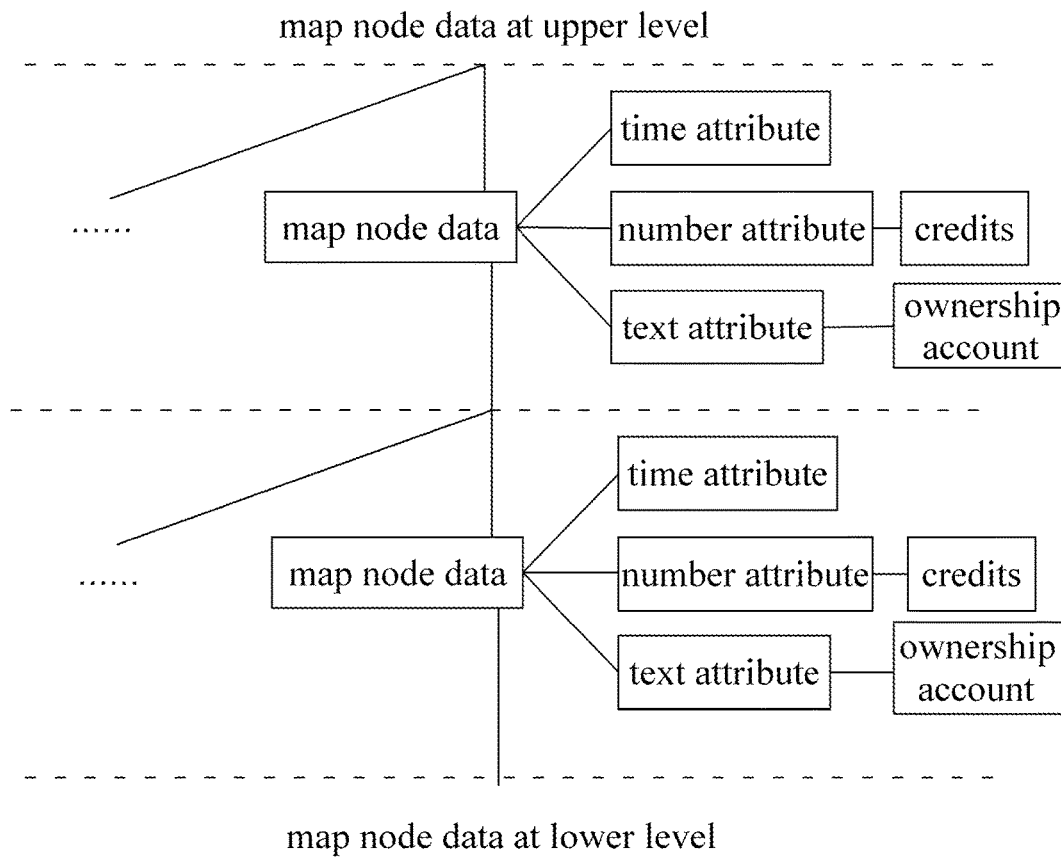 map node data at upper level
time attribute
......
map node data
number attribute
credits
text attribute
ownership
account
time attribute
......
map node data
number attribute
credits
text attribute
ownership
account
map node data at lower level